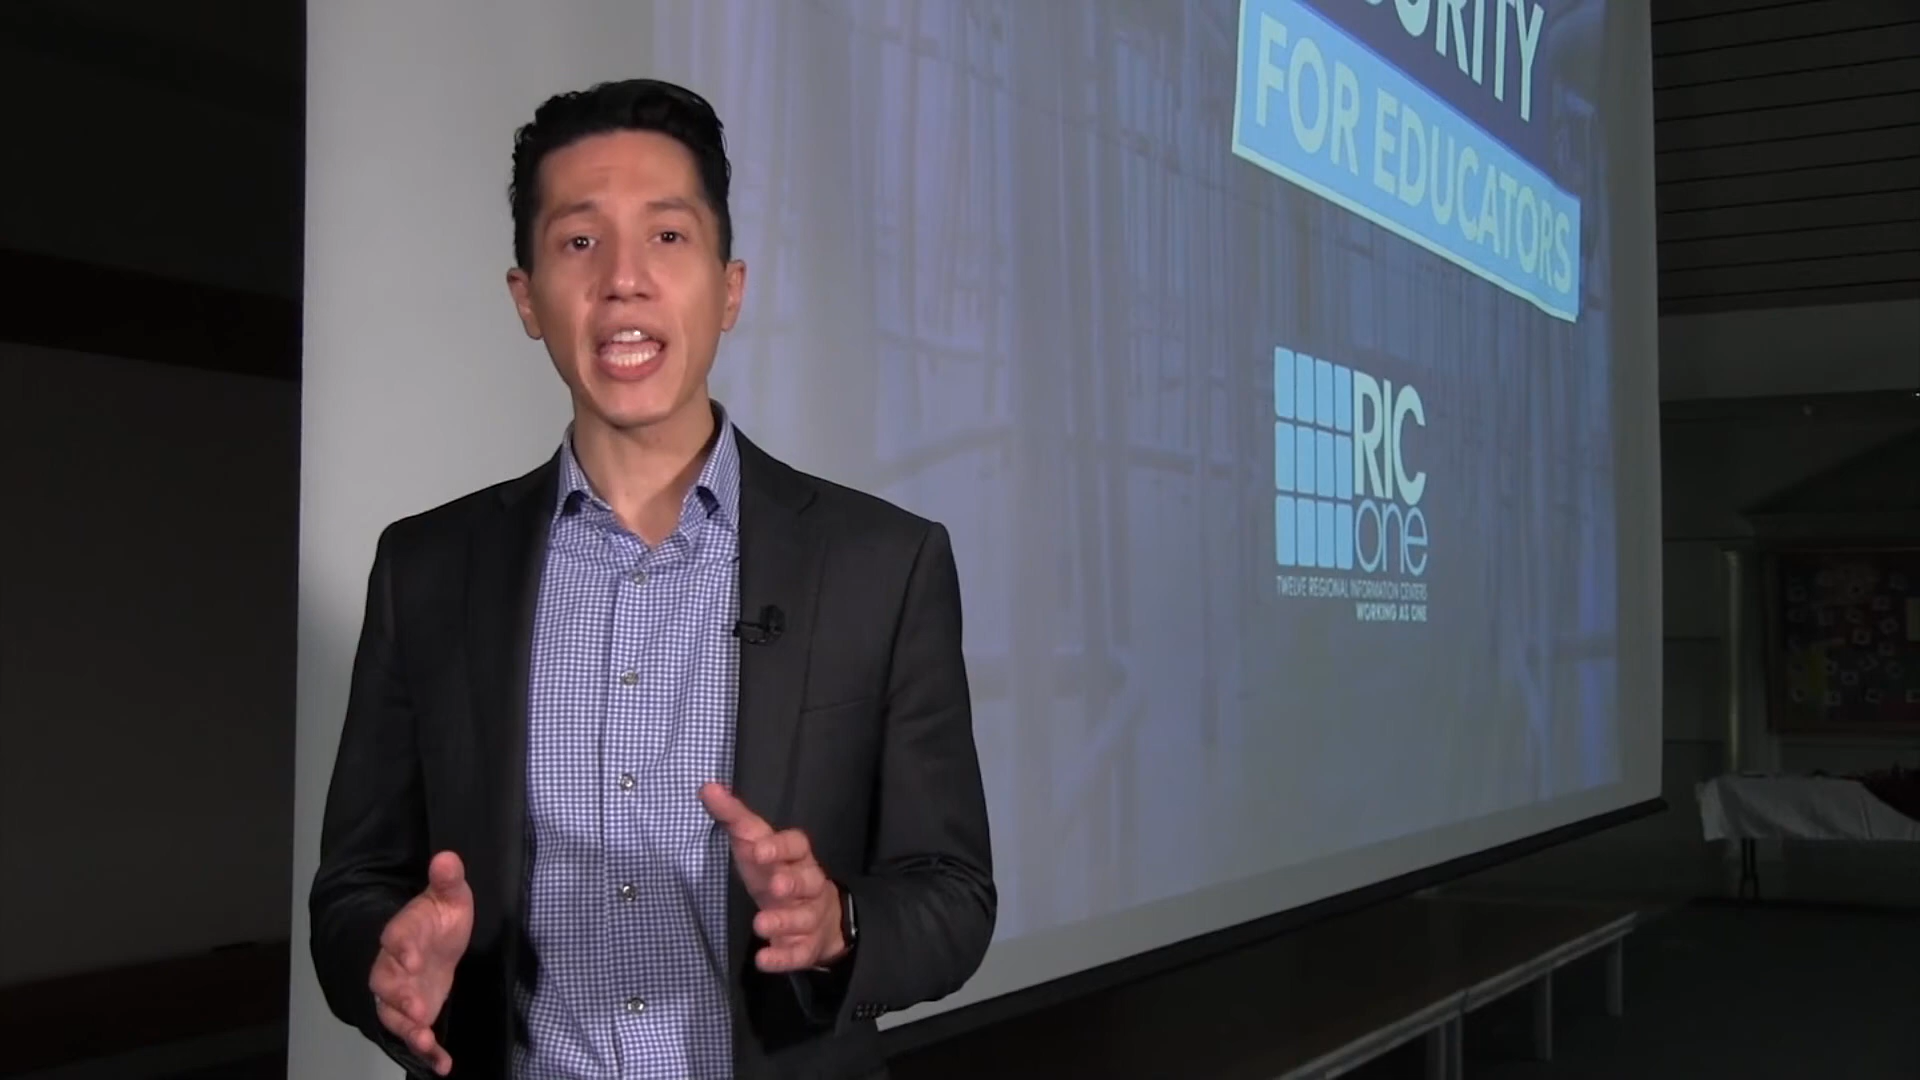 FOR EDUCATORS
RIC
one
TWELVE REGIONAL INFORMATION CENTERS
WORKING AS ONE